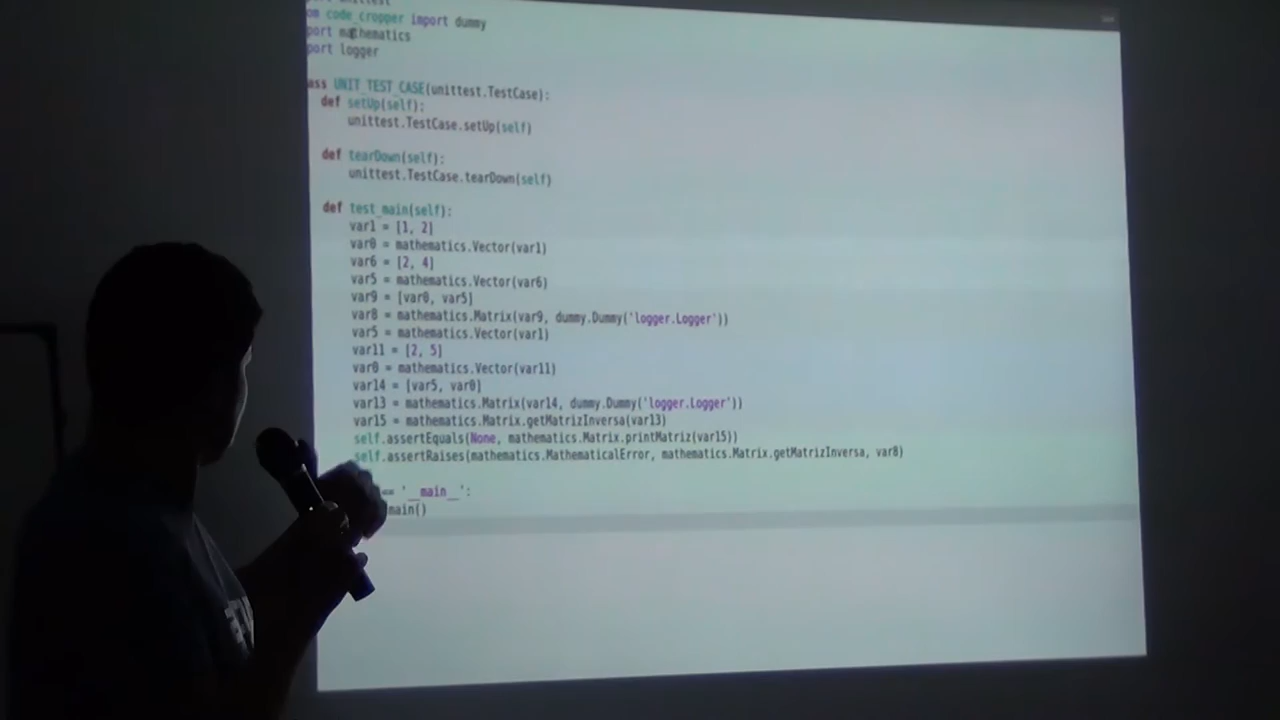 om code_cropper import dummy
port mathematics
port logger
ass UNIT_TEST_CASE(unittest.TestCase):
def setUp(self):
unittest.TestCase.setUp(self)
def tearDown(self):
unittest.TestCase.tearDown(self)
def test_main(self):
var1 = [1, 2]
var0 = mathematics.Vector(var1)
var6 = [2, 4]
var5 = mathematics.Vector(var6)
var9 = [var0, var5]
var8 = mathematics.Matrix(var9, dummy.Dummy('logger.Logger'))
var5 = mathematics.Vector(var1)
var11 = [2, 5]
var0 = mathematics.Vector(var11)
var14 = [var5, var0]
var13 = mathematics.Matrix(var14, dummy.Dummy('logger.Logger'))
var15 = mathematics.Matrix.getMatrizInversa(var13)
self.assertEquals(None, mathematics.Matrix.printMatriz(var15))
self.assertRaises(mathematics.MathematicalError, mathematics.Matrix.getMatrizInversa, var8)
== '__main__':
main()